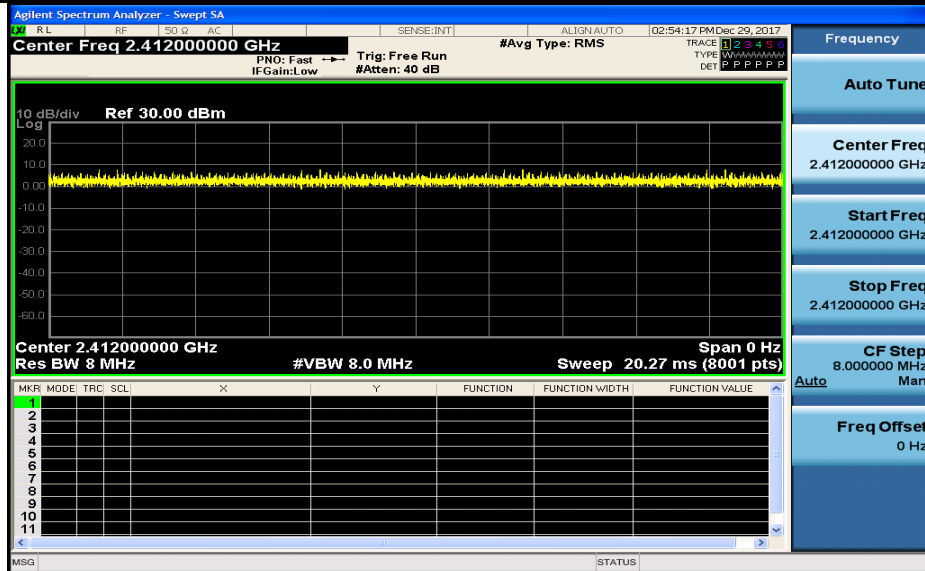 Agilent Spectrum Analyzer - Swept SA
LXI RL RF 50 Ω AC SENSE:INT ALIGN AUTO 02:54:17 PM Dec 29, 2017
Center Freq 2.412000000 GHz #Avg Type: RMS TRACE 1 2 3 4 5 6
PNO: Fast Trig: Free Run TYPE WWWWWW
IFGain:Low #Atten: 40 dB DET P P P P P P
10 dB/div Ref 30.00 dBm
Log
20.0
10.0
0.00
-10.0
-20.0
-30.0
-40.0
-50.0
-60.0
Center 2.412000000 GHz Span 0 Hz
Res BW 8 MHz #VBW 8.0 MHz Sweep 20.27 ms (8001 pts)
MKR MODE TRC SCL X Y FUNCTION FUNCTION WIDTH FUNCTION VALUE
1
2
3
4
5
6
7
8
9
10
11
MSG STATUS
Frequency
Auto Tune
Center Freq
2.412000000 GHz
Start Freq
2.412000000 GHz
Stop Freq
2.412000000 GHz
CF Step
8.000000 MHz
Auto Man
Freq Offset
0 Hz